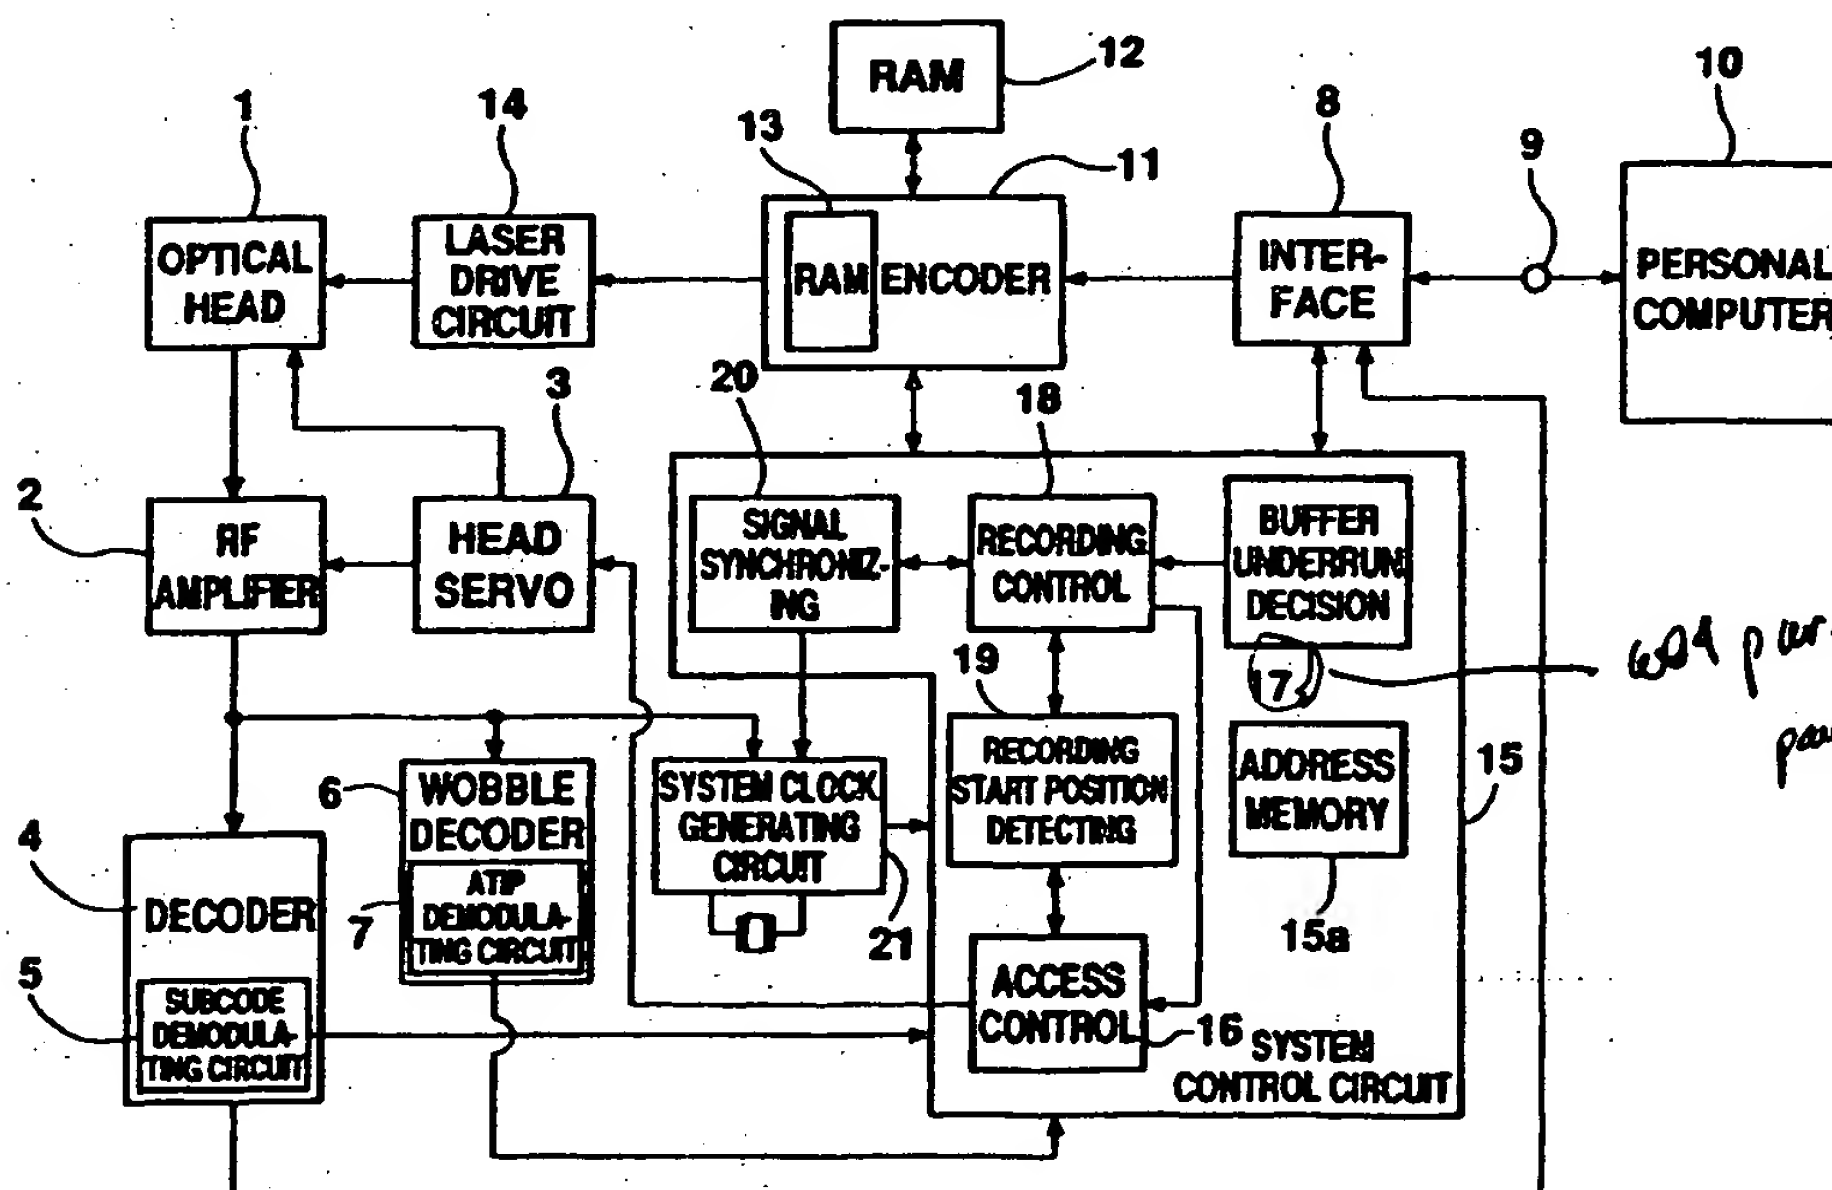 RAM
12
10
1
14
13
11
8
9
OPTICAL
HEAD
LASER
DRIVE
CIRCUIT
RAM
ENCODER
INTER-
FACE
PERSONAL
COMPUTER
20
18
3
2
RF
AMPLIFIER
HEAD
SERVO
SIGNAL
SYNCHRONIZ-
ING
RECORDING
CONTROL
BUFFER
UNDERRUN
DECISION
17
19
6
WOBBLE
DECODER
SYSTEM CLOCK
GENERATING
CIRCUIT
RECORDING
START POSITION
DETECTING
ADDRESS
MEMORY
15
4
DECODER
7
ATIP
DEMODULA-
TING CIRCUIT
21
15a
5
SUBCODE
DEMODULA-
TING CIRCUIT
ACCESS
CONTROL
16
SYSTEM
CONTROL CIRCUIT